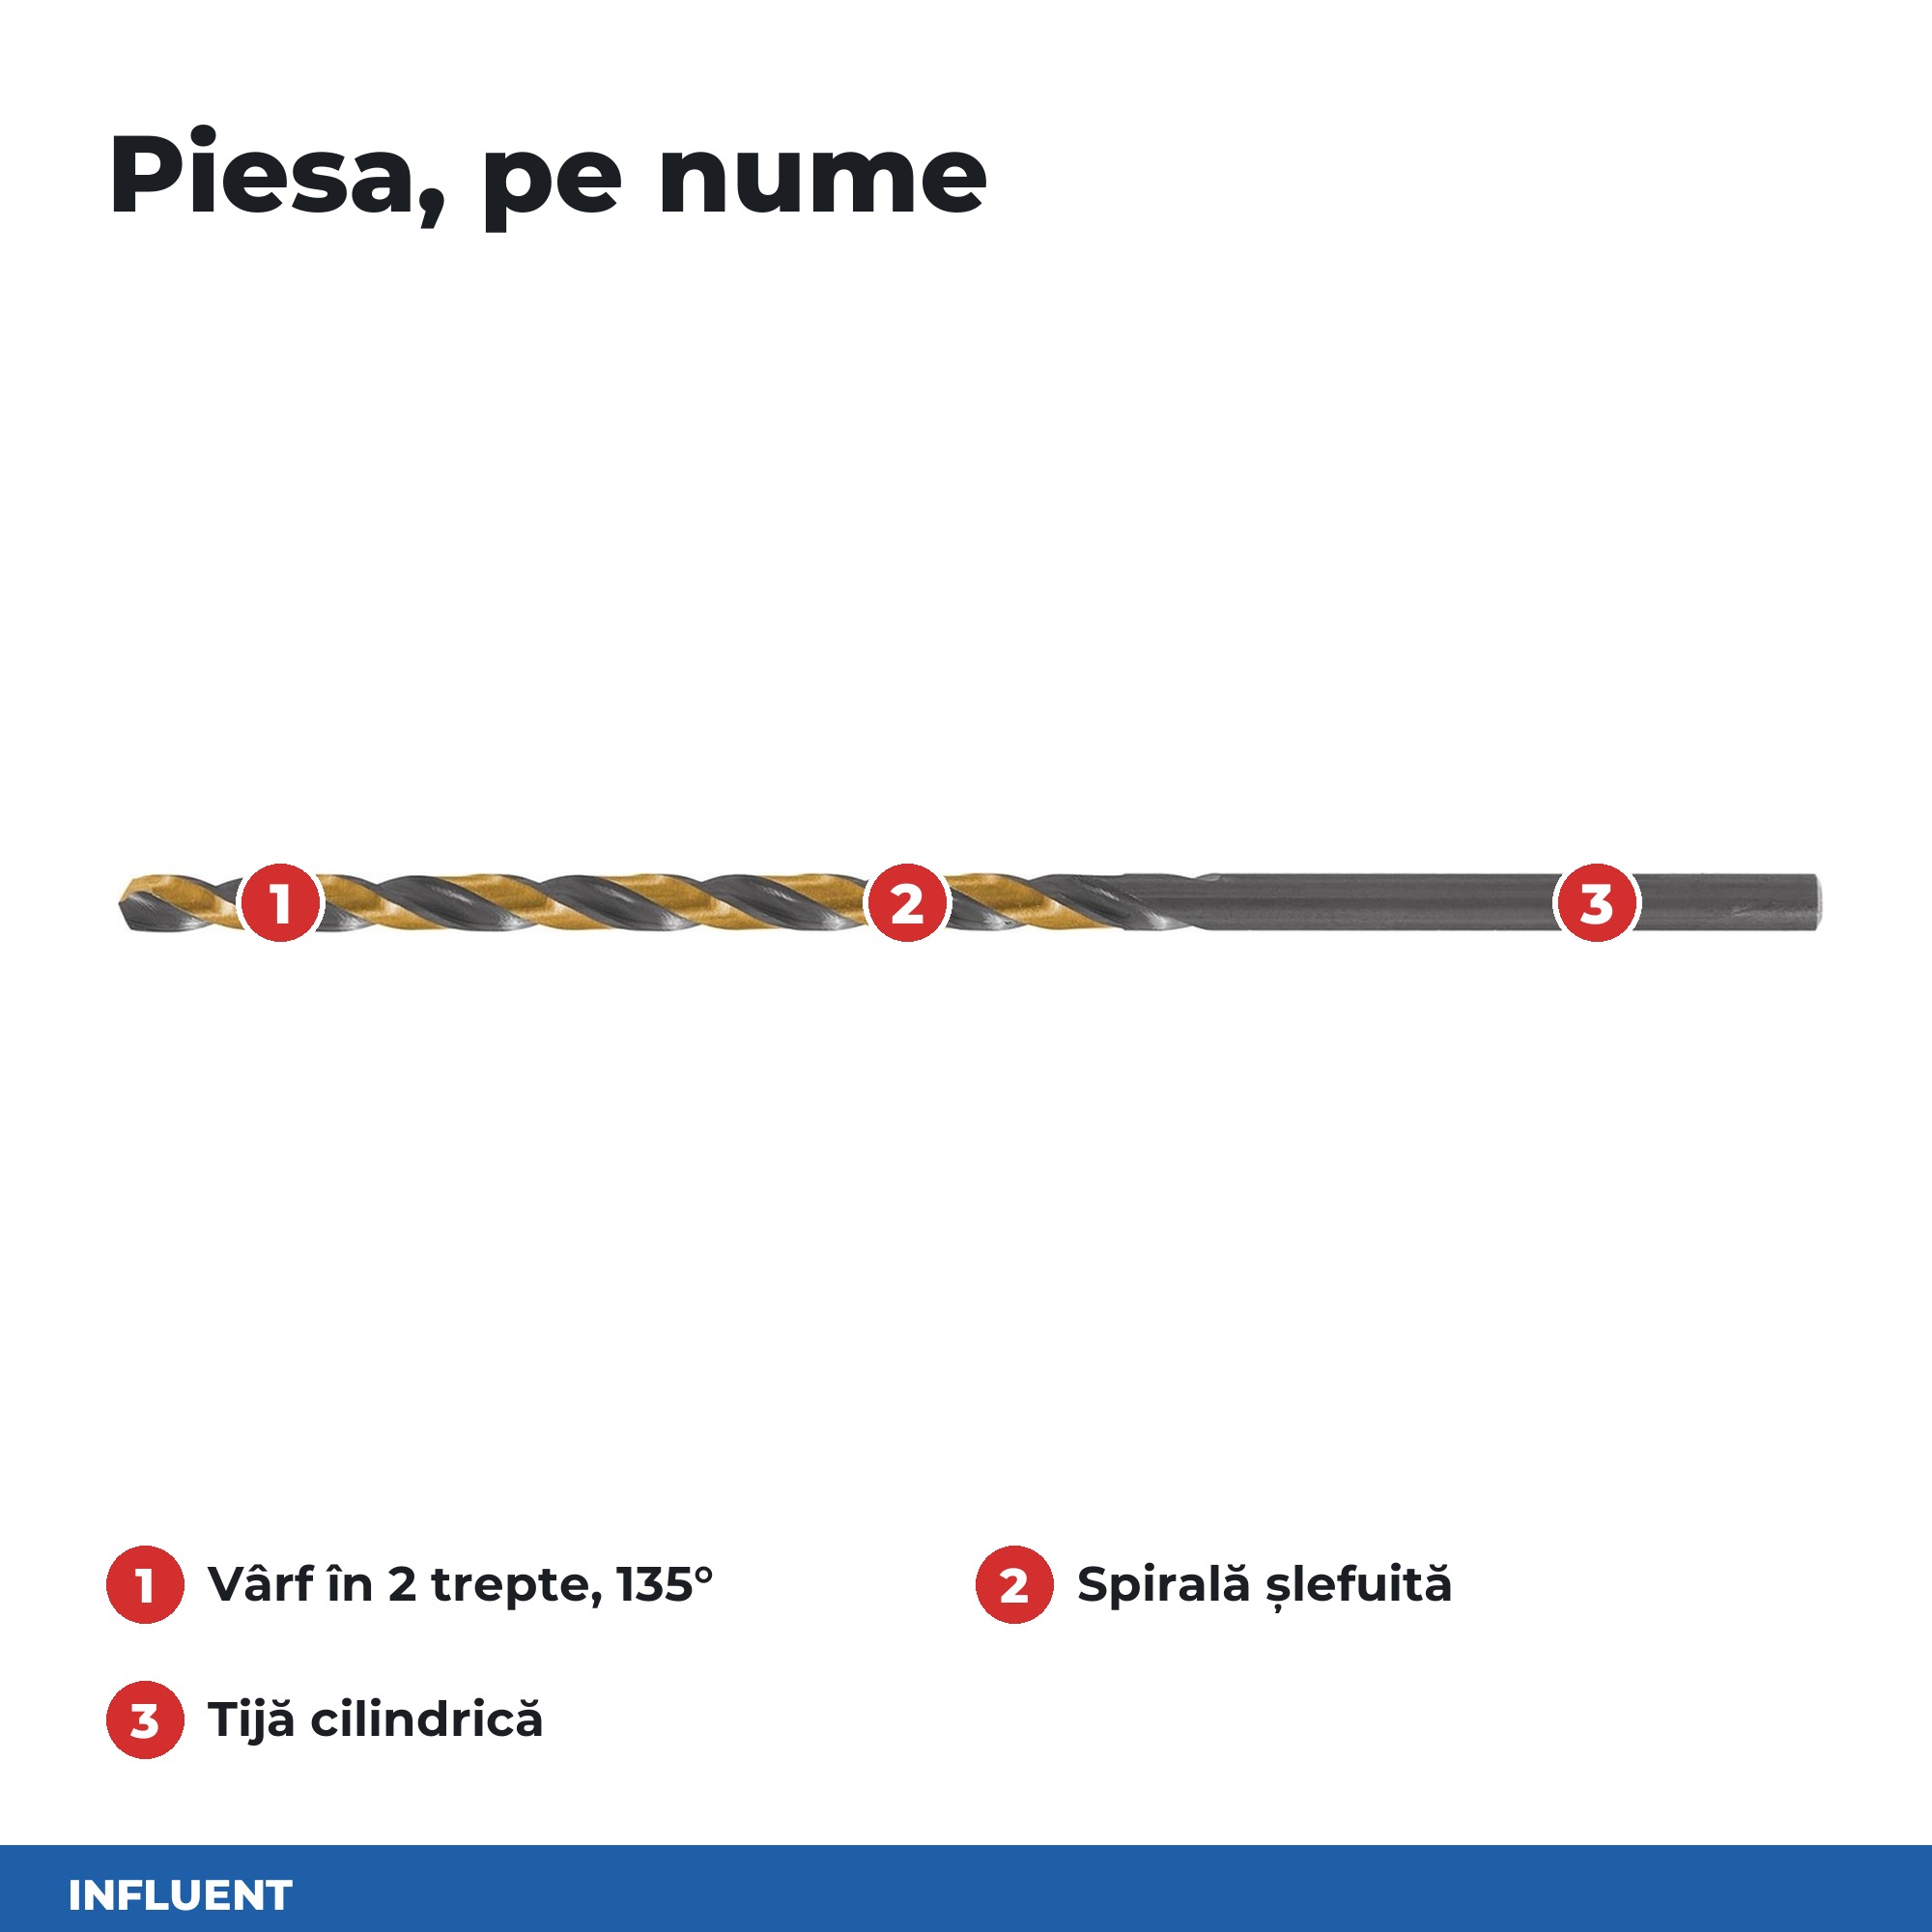 Piesa, pe nume
1 2 3
1 Vârf în 2 trepte, 135°
2 Spirală șlefuită
3 Tijă cilindrică
INFLUENT